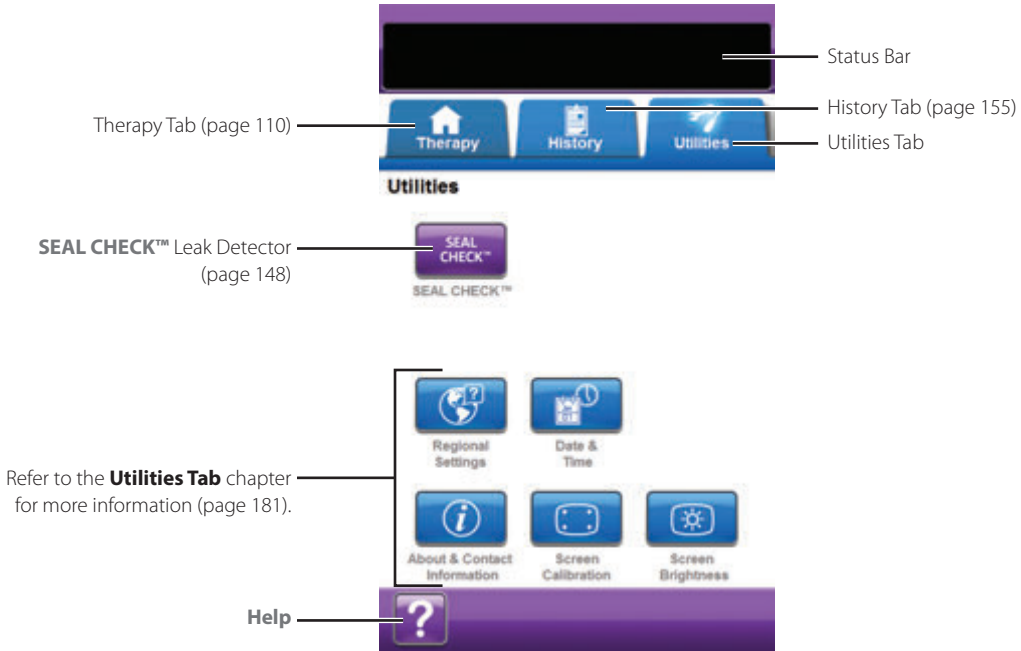 Status Bar
Therapy Tab (page 110)
Therapy
History
Utilities
History Tab (page 155)
Utilities Tab
Utilities
SEAL CHECK™ Leak Detector
(page 148)
SEAL
CHECK™
SEAL CHECK™
Refer to the Utilities Tab chapter
for more information (page 181).
?
Regional
Settings
Date &
Time
i
About & Contact
Information
Screen
Calibration
Screen
Brightness
Help
?